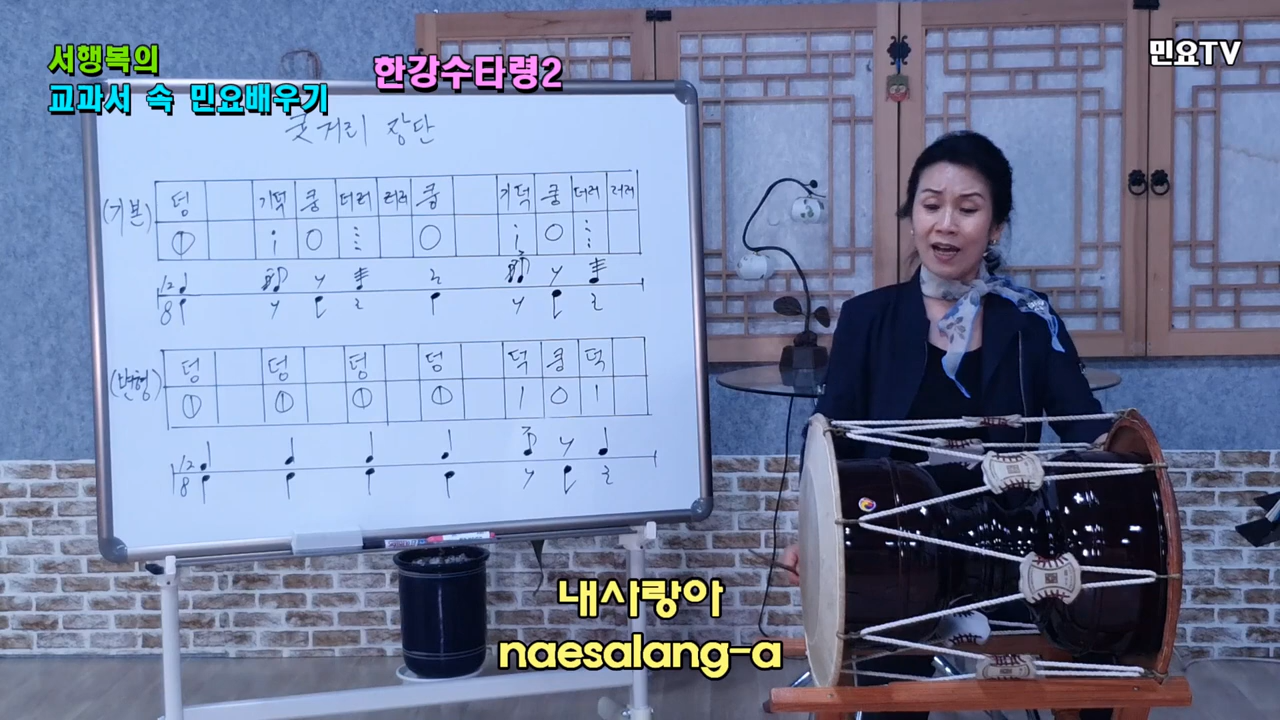 서행복의
교과서 속 민요배우기
한강수타령2
민요TV
굿거리 장단
(기본) 덩 기덕 쿵 더러 러러 쿵 기덕 쿵 더러 러러
12
8
(변형) 덩 덩 덩 덩 덕 쿵 덕
12
8
내사랑아
naesalang-a